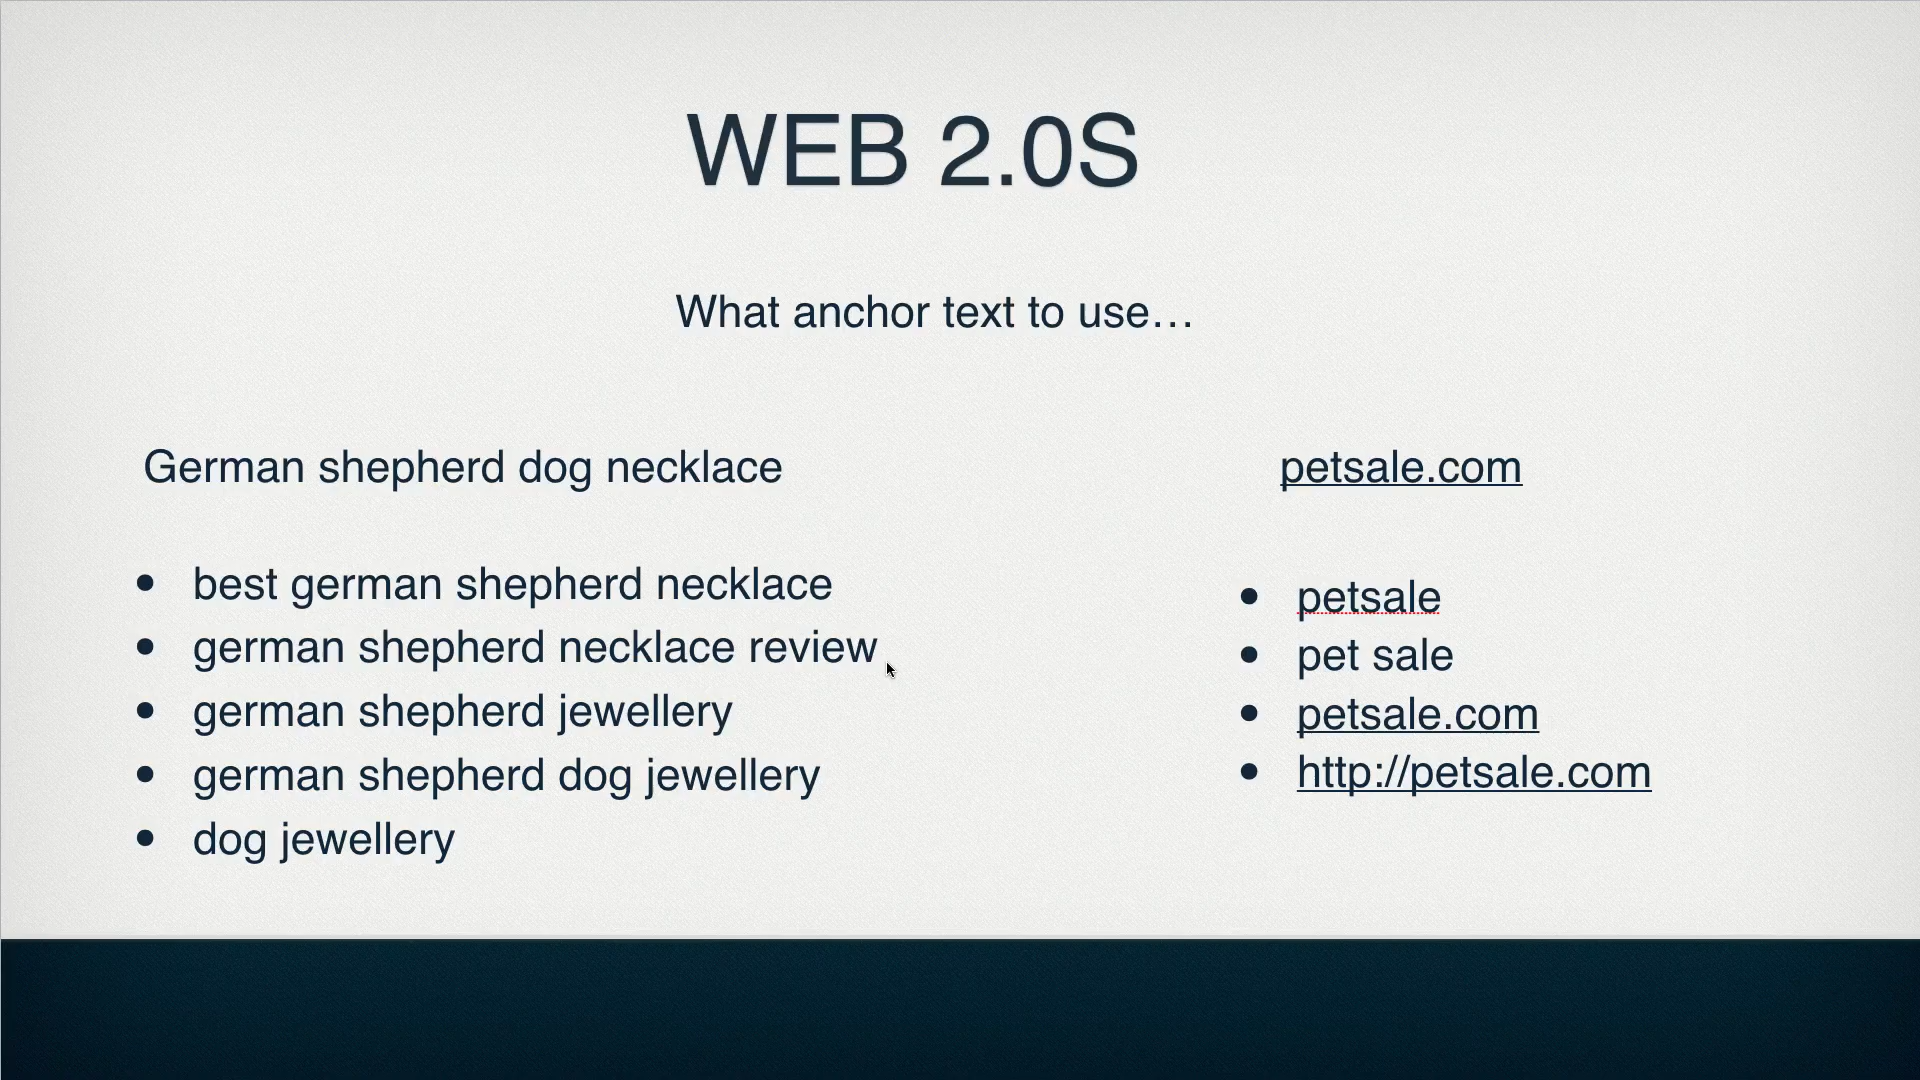 WEB 2.0S
What anchor text to use…
German shepherd dog necklace
• best german shepherd necklace
• german shepherd necklace review
• german shepherd jewellery
• german shepherd dog jewellery
• dog jewellery
petsale.com
• petsale
• pet sale
• petsale.com
• http://petsale.com